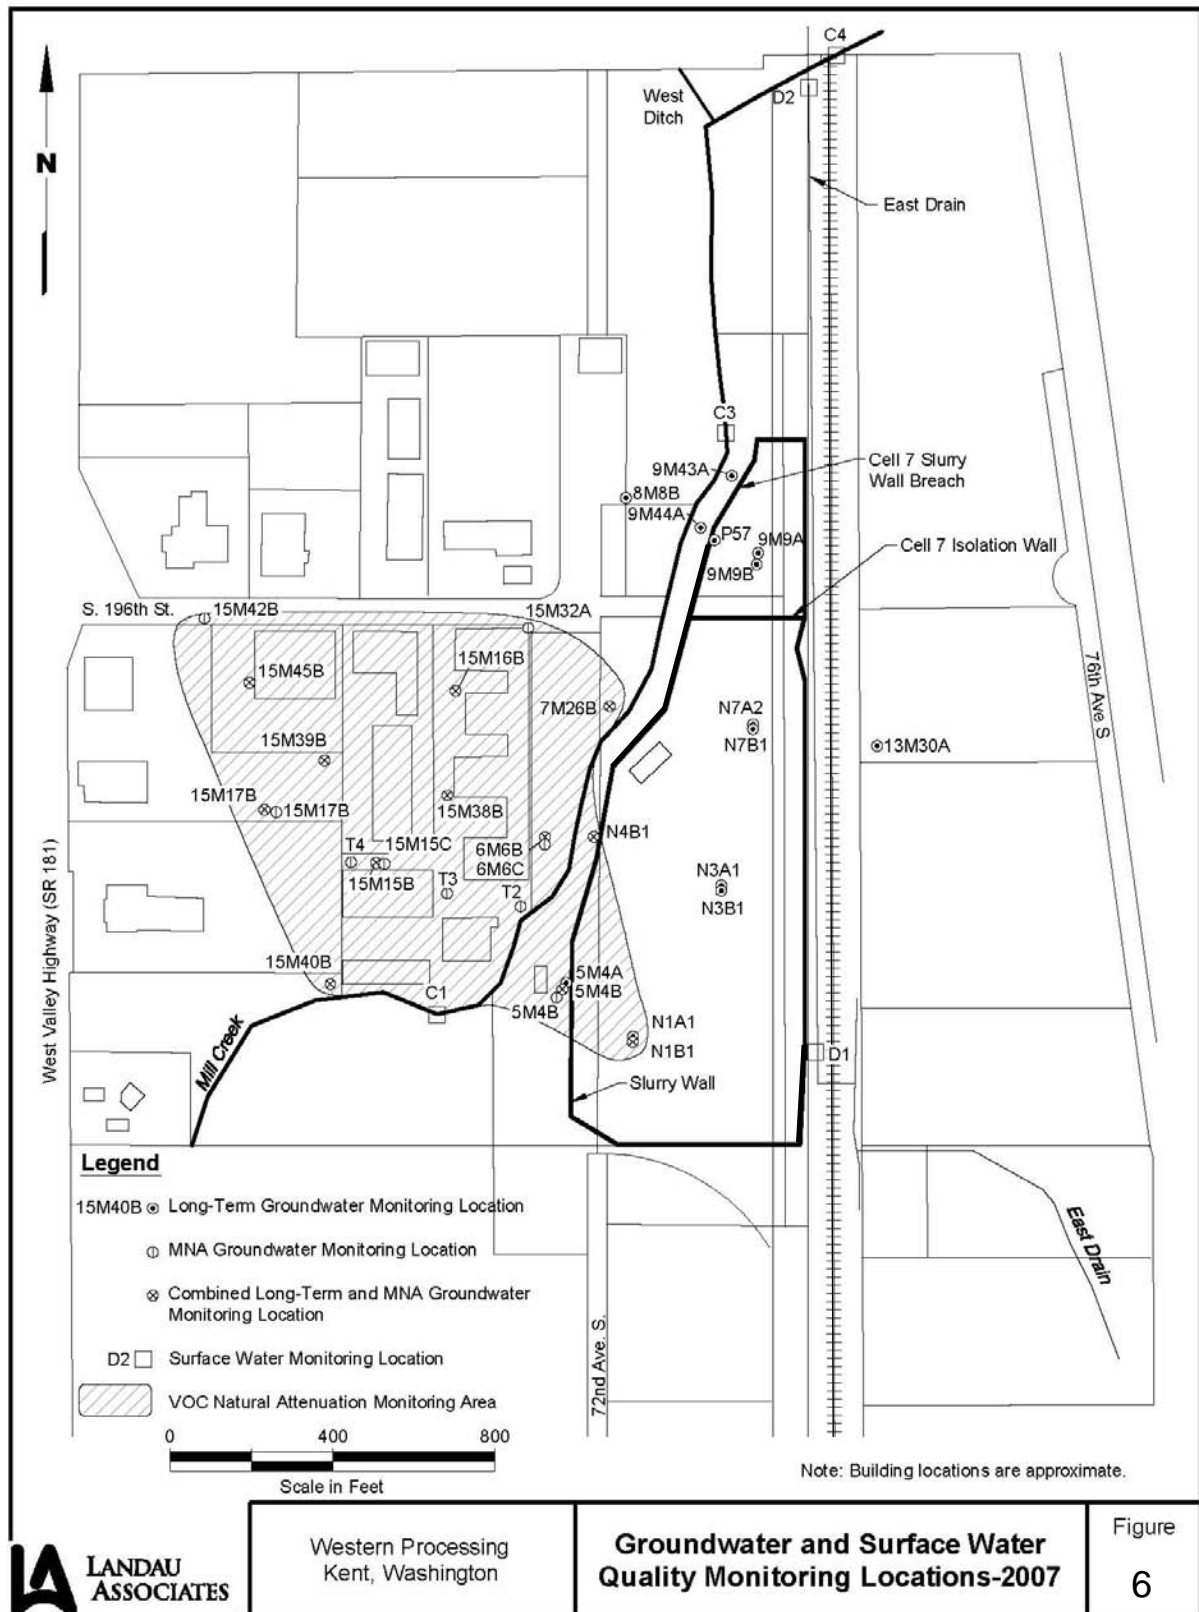 C4
West
Ditch
D2
N
East Drain
C3
9M43A
Cell 7 Slurry
Wall Breach
8M8B
9M44A
P57
9M9A
Cell 7 Isolation Wall
9M9B
S. 196th St.
15M42B
15M32A
15M16B
15M45B
76th Ave S
7M26B
N7A2
15M39B
N7B1
13M30A
15M17B
15M17B
15M38B
N4B1
T4
15M15C
6M6B
6M6C
15M15B
T3
T2
N3A1
N3B1
West Valley Highway (SR 181)
15M40B
C1
5M4A
5M4B
5M4B
N1A1
N1B1
Mill Creek
D1
Slurry Wall
Legend
15M40B Long-Term Groundwater Monitoring Location
MNA Groundwater Monitoring Location
Combined Long-Term and MNA Groundwater
Monitoring Location
D2 Surface Water Monitoring Location
VOC Natural Attenuation Monitoring Area
East Drain
72nd Ave. S.
0 400 800
Scale in Feet
Note: Building locations are approximate.
LANDAU
ASSOCIATES
Western Processing
Kent, Washington
Groundwater and Surface Water
Quality Monitoring Locations-2007
Figure
6